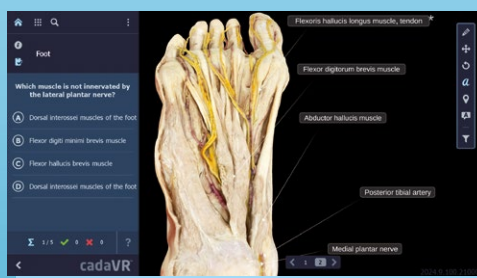 Foot
Which muscle is not innervated by
the lateral plantar nerve?
A Dorsal interossei muscles of the foot
B Flexor digiti minimi brevis muscle
C Flexor hallucis brevis muscle
D Dorsal interossei muscles of the foot
Σ 1/5 0 0 ?
cadaVR
Flexoris hallucis longus muscle, tendon *
Flexor digitorum brevis muscle
Abductor hallucis muscle
Posterior tibial artery
Medial plantar nerve
1 2
a